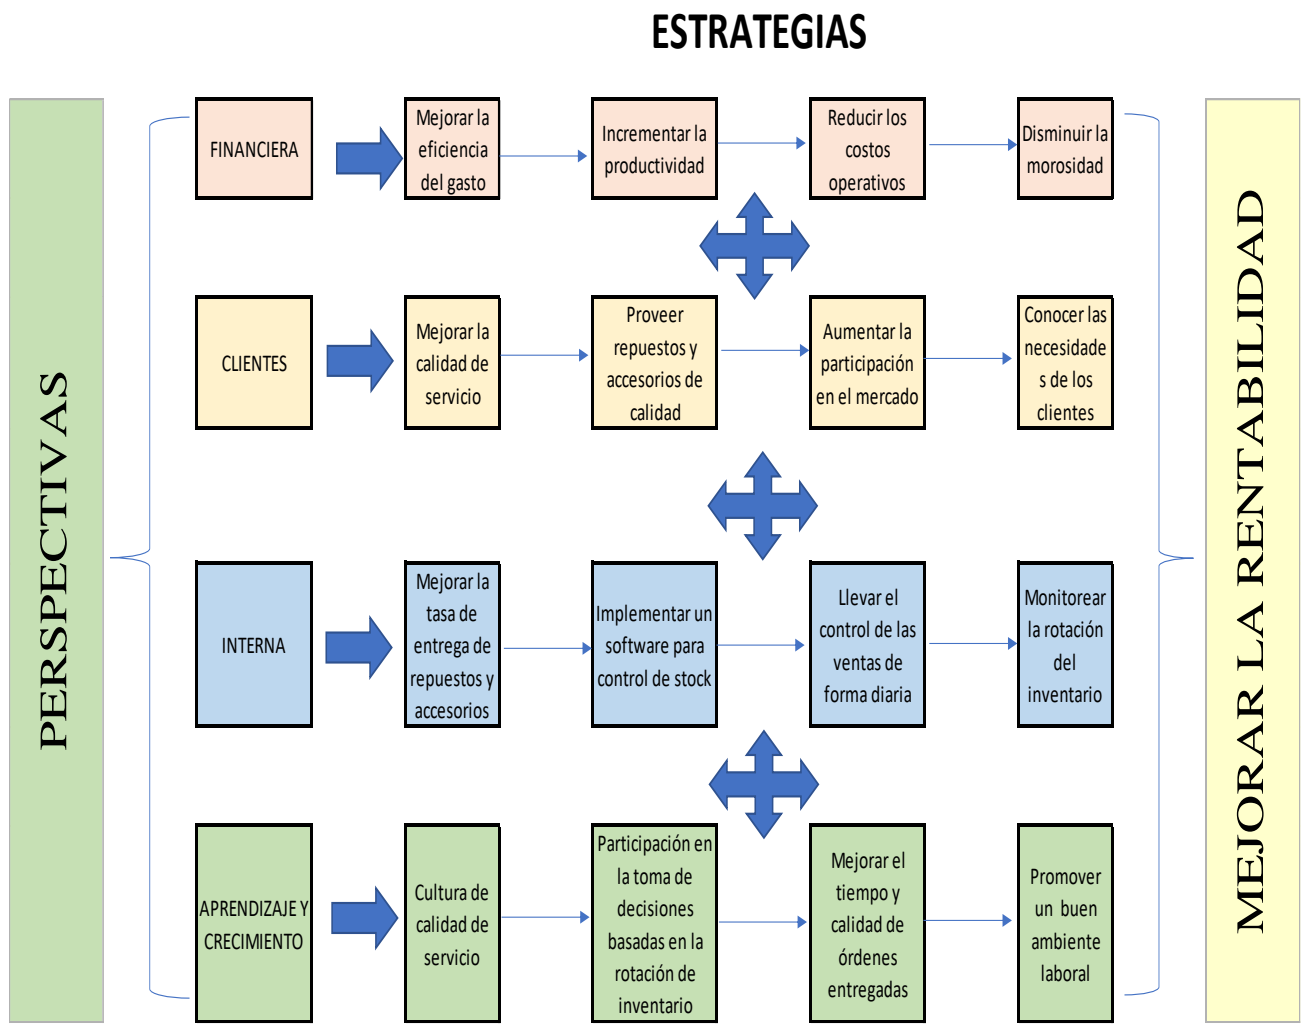 ESTRATEGIAS
PERSPECTIVAS
FINANCIERA
Mejorar la
eficiencia
del gasto
Incrementar la
productividad
Reducir los
costos
operativos
Disminuir la
morosidad
CLIENTES
Mejorar la
calidad de
servicio
Proveer
repuestos y
accesorios de
calidad
Aumentar la
participación
en el mercado
Conocer las
necesidade
s de los
clientes
INTERNA
Mejorar la
tasa de
entrega de
repuestos y
accesorios
Implementar un
software para
control de stock
Llevar el
control de las
ventas de
forma diaria
Monitorear
la rotación
del
inventario
APRENDIZAJE Y
CRECIMIENTO
Cultura de
calidad de
servicio
Participación en
la toma de
decisiones
basadas en la
rotación de
inventario
Mejorar el
tiempo y
calidad de
órdenes
entregadas
Promover
un buen
ambiente
laboral
MEJORAR LA RENTABILIDAD